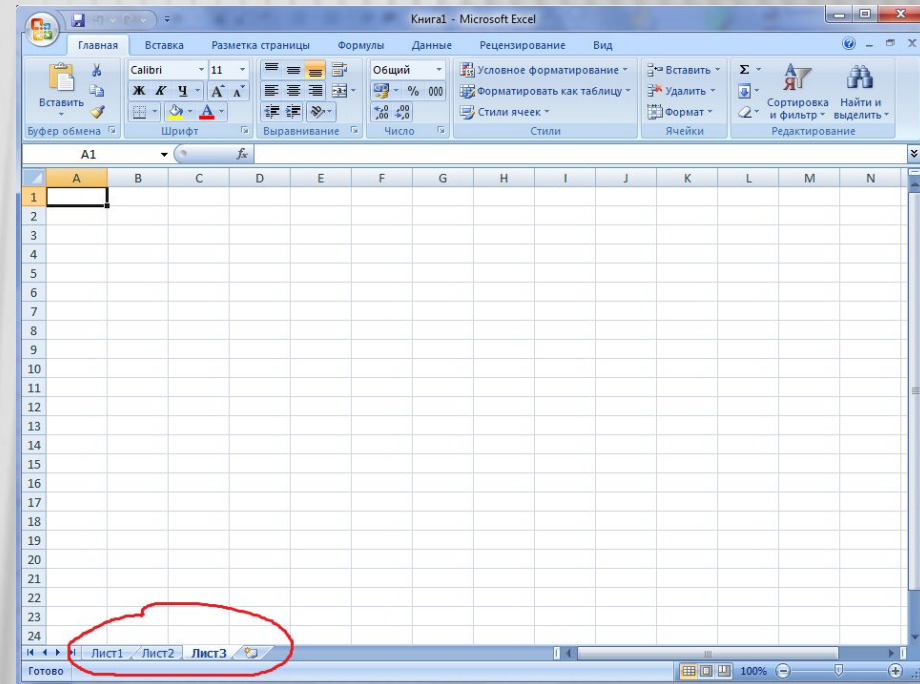 Книга1 - Microsoft Excel
Главная Вставка Разметка страницы Формулы Данные Рецензирование Вид
Calibri 11 Общий Условное форматирование Вставить Σ
Ж К Ч А А % 000 Форматировать как таблицу Удалить
Вставить А ,00 ,0 Стили ячеек Формат Сортировка и фильтр Найти и выделить
Буфер обмена Шрифт Выравнивание Число Стили Ячейки Редактирование
A1 fx
A B C D E F G H I J K L M N
1
2
3
4
5
6
7
8
9
10
11
12
13
14
15
16
17
18
19
20
21
22
23
24
Лист1 Лист2 Лист3
Готово 100%